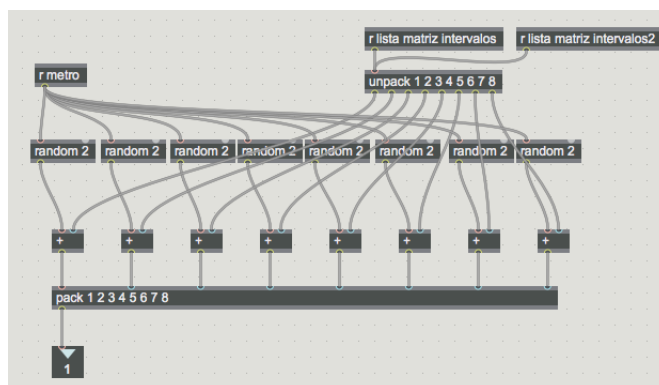 r lista matriz intervalos
r lista matriz intervalos2
r metro
unpack 1 2 3 4 5 6 7 8
random 2
random 2
random 2
random 2
random 2
random 2
random 2
random 2
+
+
+
+
+
+
+
+
pack 1 2 3 4 5 6 7 8
1